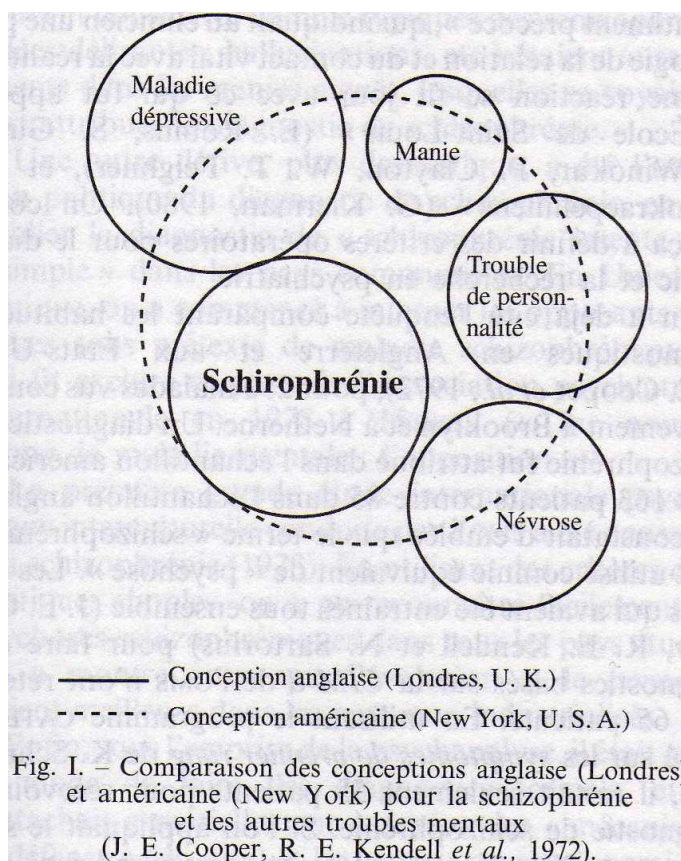 Maladie
dépressive
Manie
Trouble
de person-
nalité
Schirophrénie
Névrose
Conception anglaise (Londres, U. K.)
Conception américaine (New York, U.S.A.)
Fig. I. – Comparaison des conceptions anglaise (Londres)
et américaine (New York) pour la schizophrénie
et les autres troubles mentaux
(J. E. Cooper, R. E. Kendell et al., 1972).